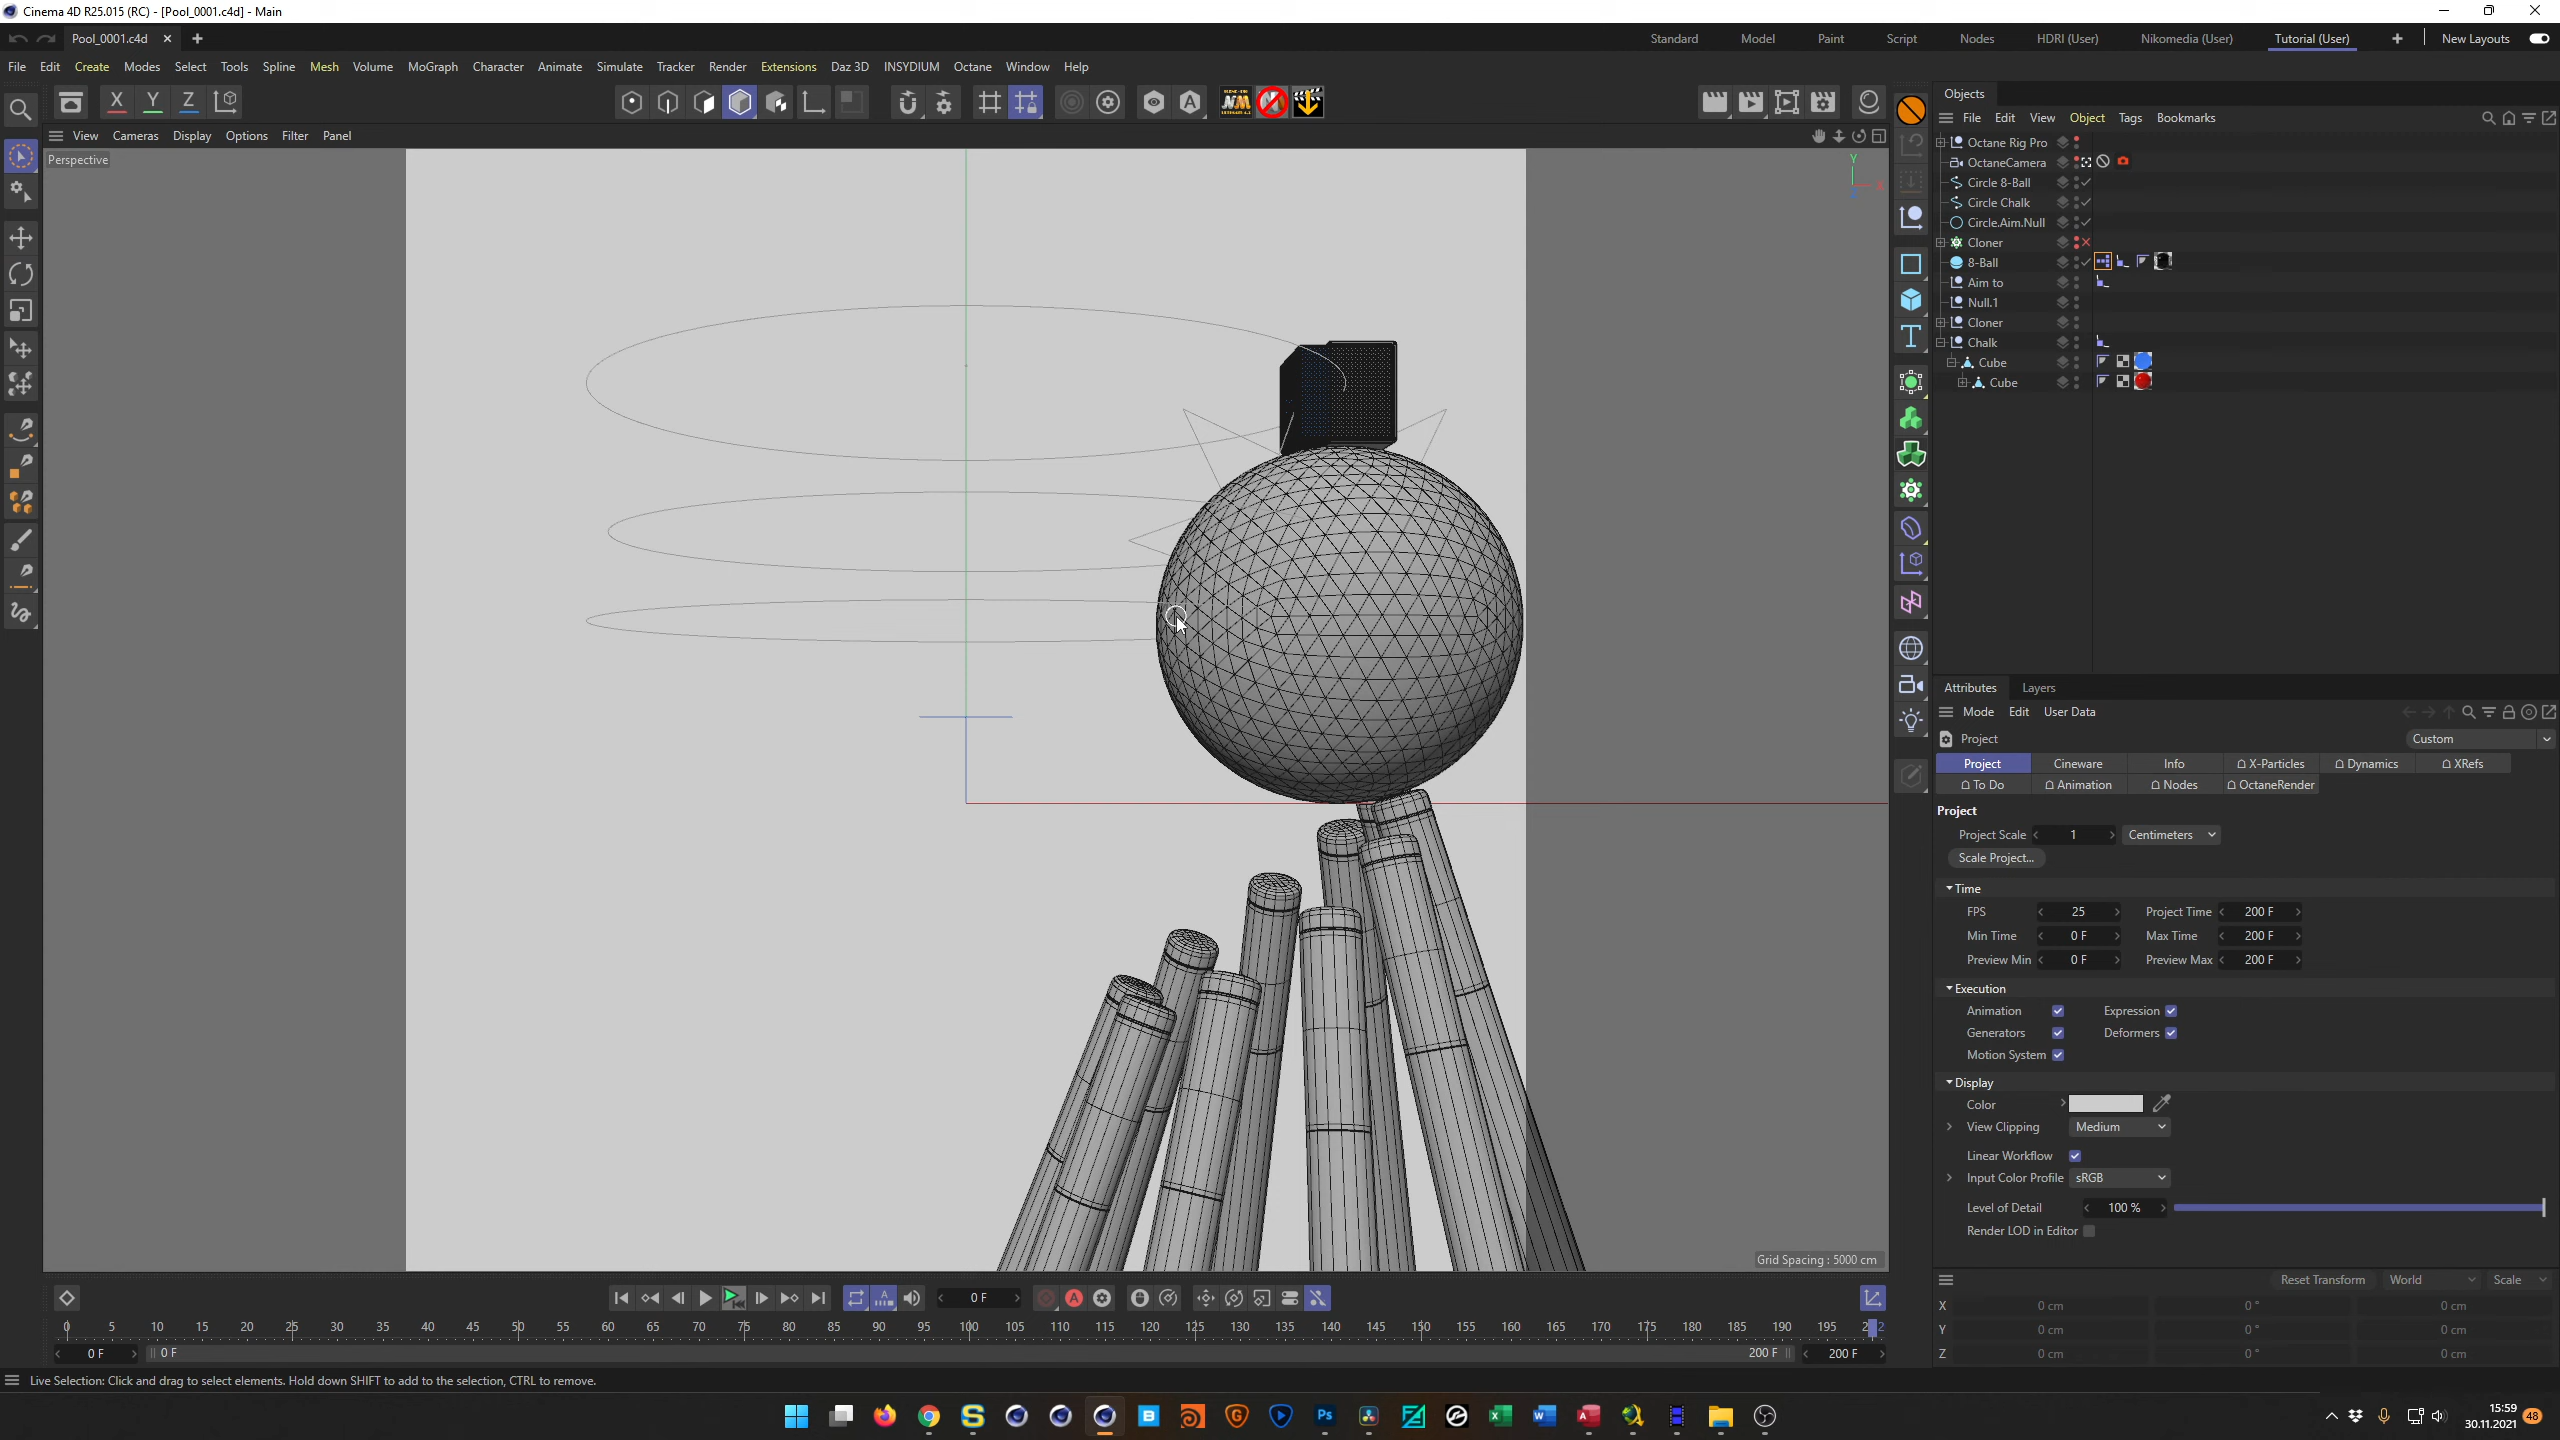 Cinema 4D R25.015 (RC) - [Pool_0001.c4d] - Main
Pool_0001.c4d
Standard Model Paint Script Nodes HDRI (User) Nikomedia (User) Tutorial (User) New Layouts
File Edit Create Modes Select Tools Spline Mesh Volume MoGraph Character Animate Simulate Tracker Render Extensions Daz 3D INSYDIUM Octane Window Help
X Y Z
View Cameras Display Options Filter Panel
Perspective
Y
X
Objects
File Edit View Object Tags Bookmarks
Octane Rig Pro
OctaneCamera
Circle 8-Ball
Circle Chalk
Circle.Aim.Null
Cloner
8-Ball
Aim to
Null.1
Cloner
Chalk
Cube
Cube
Attributes Layers
Mode Edit User Data
Project Custom
Project Cineware Info X-Particles Dynamics XRefs
To Do Animation Nodes OctaneRender
Project
Project Scale 1 Centimeters
Scale Project...
Time
FPS 25 Project Time 200 F
Min Time 0 F Max Time 200 F
Preview Min 0 F Preview Max 200 F
Execution
Animation Expression
Generators Deformers
Motion System
Display
Color
View Clipping Medium
Linear Workflow
Input Color Profile sRGB
Level of Detail 100 %
Render LOD in Editor
Grid Spacing : 5000 cm
0 F
0 5 10 15 20 25 30 35 40 45 50 55 60 65 70 75 80 85 90 95 100 105 110 115 120 125 130 135 140 145 150 155 160 165 170 175 180 185 190 195 2 2
0 F 0 F 200 F 200 F
Reset Transform World Scale
X 0 cm 0 ° 0 cm
Y 0 cm 0 ° 0 cm
Z 0 cm 0 ° 0 cm
Live Selection: Click and drag to select elements. Hold down SHIFT to add to the selection, CTRL to remove.
15:59
30.11.2021
48